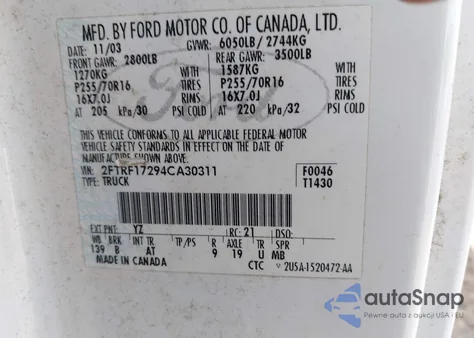 MFD. BY FORD MOTOR CO. OF CANADA, LTD.
DATE: 11/03 GVWR: 6050LB/ 2744KG
FRONT GAWR: 2800LB REAR GAWR: 3500LB
1270KG 1587KG
P255/70R16 WITH TIRES P255/70R16 WITH TIRES
16X7.0J RIMS 16X7.0J RIMS
AT 205 kPa/30 PSI COLD AT 220 kPa/32 PSI COLD
THIS VEHICLE CONFORMS TO ALL APPLICABLE FEDERAL MOTOR
VEHICLE SAFETY STANDARDS IN EFFECT ON THE DATE OF
MANUFACTURE SHOWN ABOVE.
VIN: 2FTRF17294CA30311 F0046
TYPE: TRUCK T1430
EXT PNT: YZ RC: 21 DSO:
WB BRK INT TR TP/PS R AXLE TR SPR
139 B AT 9 19 U MB
MADE IN CANADA CTC 2U5A-1520472-AA
Ford
autoSnap
Pewne auta z aukcji USA i EU